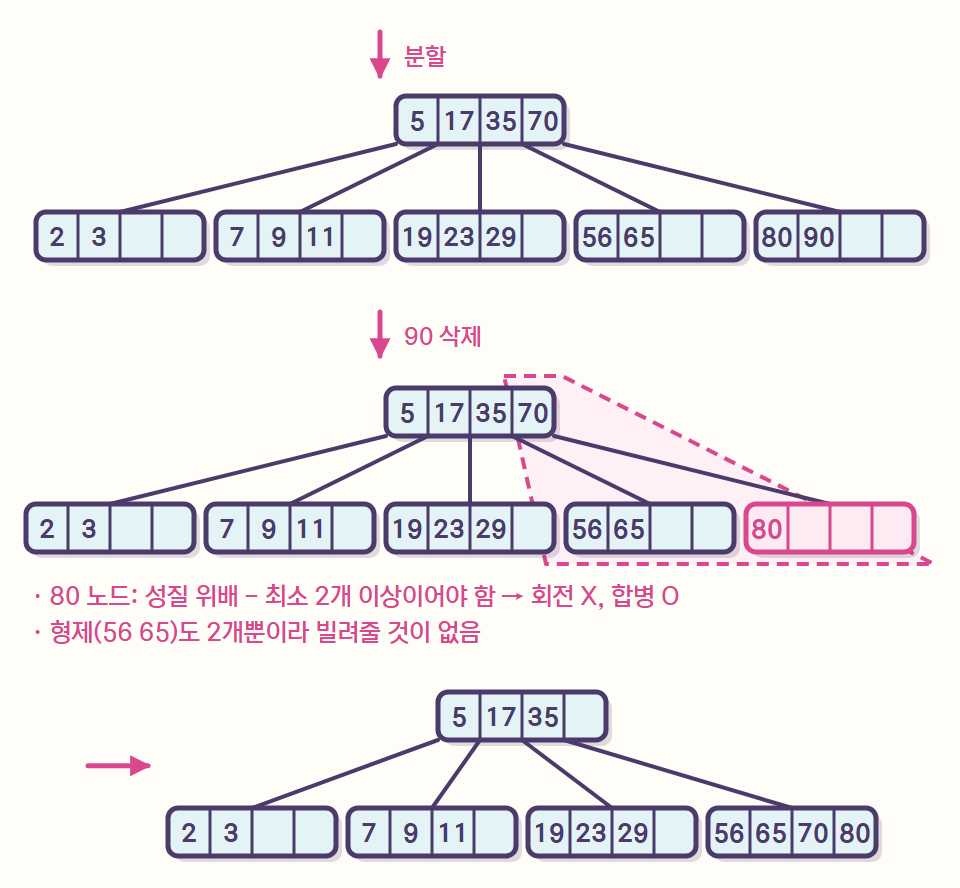 분할
5 17 35 70
2 3 7 9 11 19 23 29 56 65 80 90
90 삭제
5 17 35 70
2 3 7 9 11 19 23 29 56 65 80
· 80 노드: 성질 위배 - 최소 2개 이상이어야 함 → 회전 X, 합병 O
· 형제(56 65)도 2개뿐이라 빌려줄 것이 없음
5 17 35
2 3 7 9 11 19 23 29 56 65 70 80